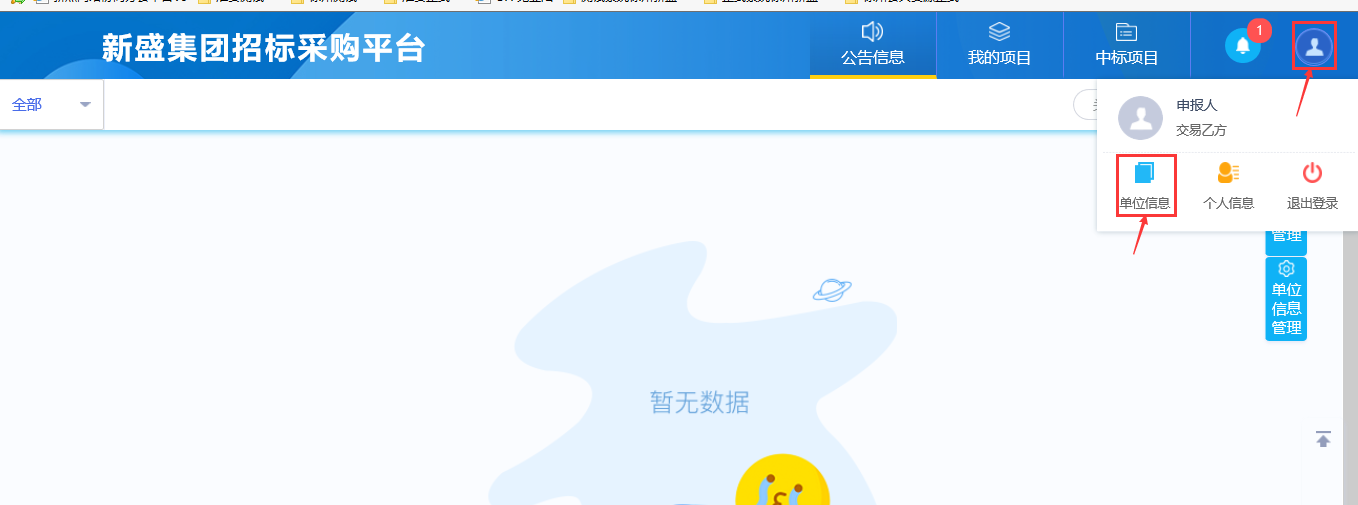 新盛集团招标采购平台
公告信息
我的项目
中标项目
1
全部
申报人
交易乙方
单位信息
个人信息
退出登录
管理
单位
信息
管理
暂无数据